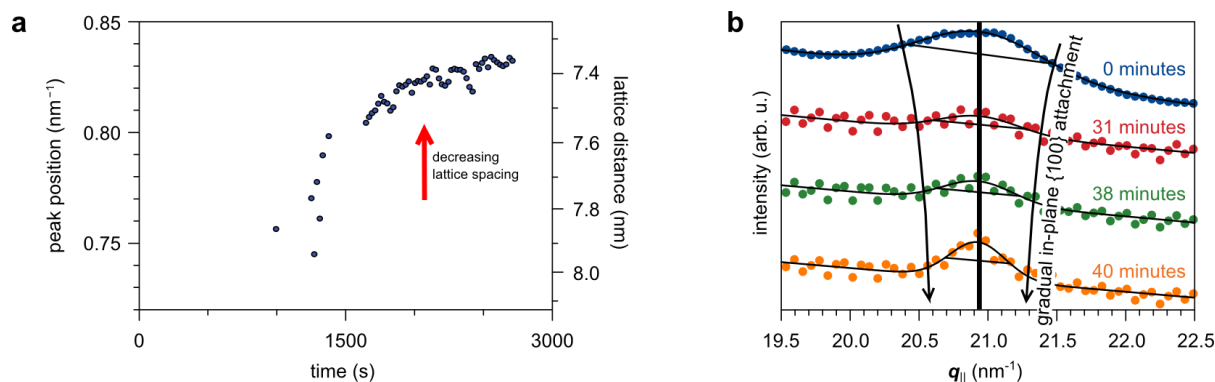 a
0.85
0.80
0.75
peak position (nm⁻¹)
7.4
7.6
7.8
8.0
lattice distance (nm)
decreasing
lattice spacing
0
1500
3000
time (s)
b
intensity (arb. u.)
0 minutes
31 minutes
38 minutes
40 minutes
gradual in-plane {100} attachment
19.5
20.0
20.5
21.0
21.5
22.0
22.5
q|| (nm⁻¹)